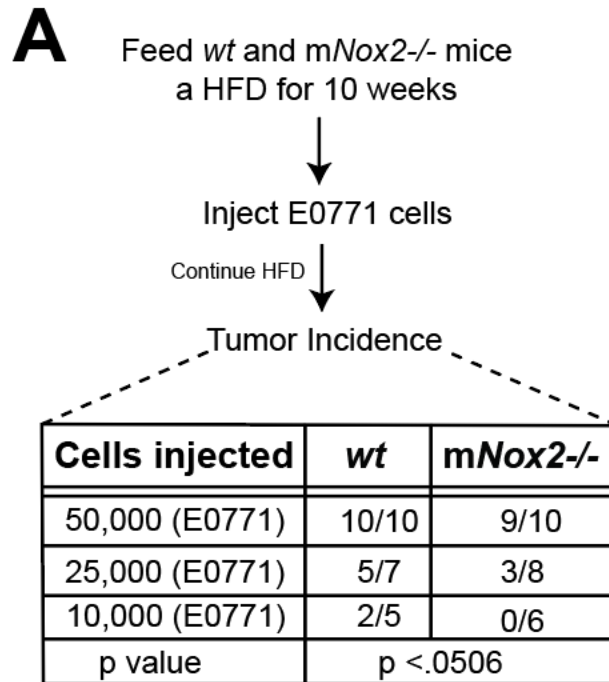 A
Feed wt and mNox2-/- mice
a HFD for 10 weeks
Inject E0771 cells
Continue HFD
Tumor Incidence
Cells injected wt mNox2-/-
50,000 (E0771) 10/10 9/10
25,000 (E0771) 5/7 3/8
10,000 (E0771) 2/5 0/6
p value p <.0506